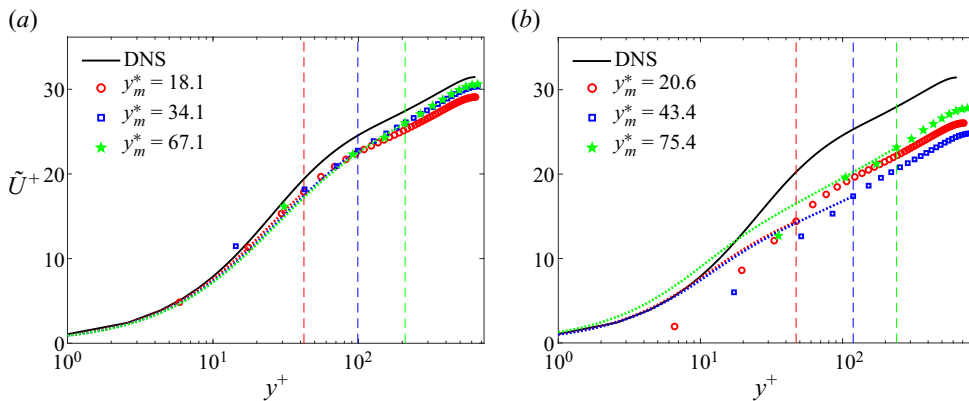 (a)
DNS
y*m = 18.1
y*m = 34.1
y*m = 67.1
Ũ+
30
20
10
0
10^0 10^1 10^2
y+
(b)
DNS
y*m = 20.6
y*m = 43.4
y*m = 75.4
30
20
10
0
10^0 10^1 10^2
y+